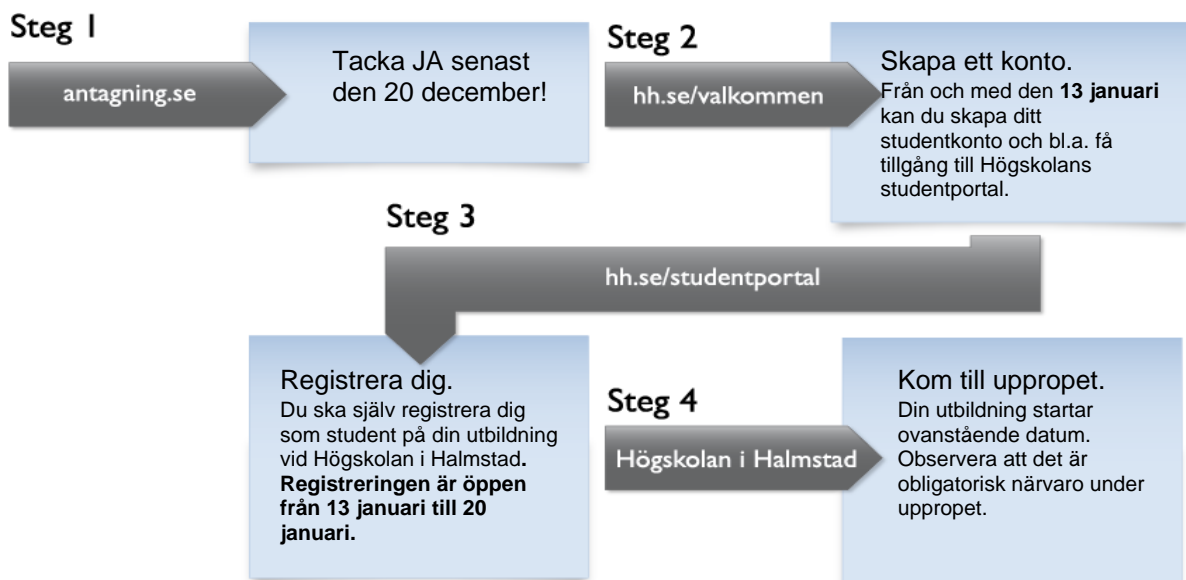 Steg 1
antagning.se
Tacka JA senast
den 20 december!
Steg 2
hh.se/valkommen
Skapa ett konto.
Från och med den 13 januari
kan du skapa ditt
studentkonto och bl.a. få
tillgång till Högskolans
studentportal.
Steg 3
hh.se/studentportal
Registrera dig.
Du ska själv registrera dig
som student på din utbildning
vid Högskolan i Halmstad.
Registreringen är öppen
från 13 januari till 20
januari.
Steg 4
Högskolan i Halmstad
Kom till uppropet.
Din utbildning startar
ovanstående datum.
Observera att det är
obligatorisk närvaro under
uppropet.